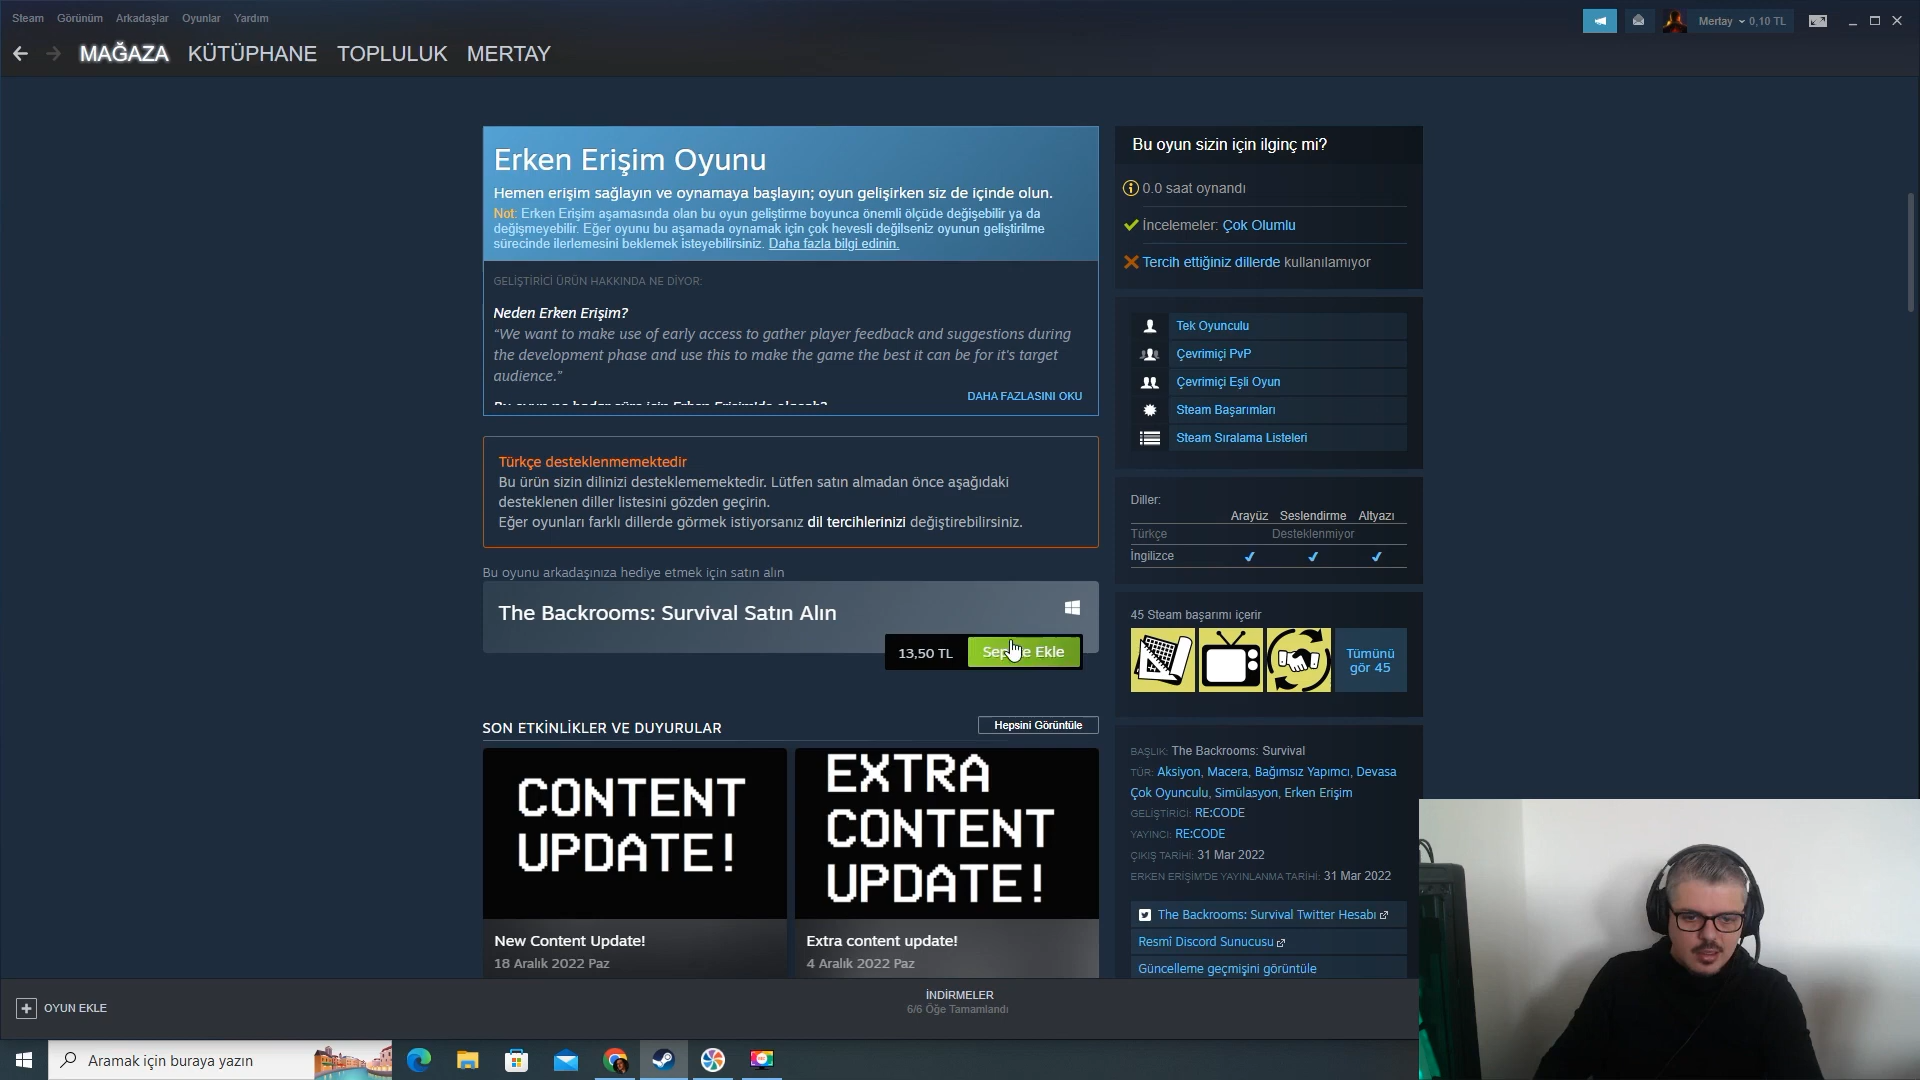 Steam Görünüm Arkadaşlar Oyunlar Yardım
Mertay 0,10 TL
MAĞAZA KÜTÜPHANE TOPLULUK MERTAY
Erken Erişim Oyunu
Hemen erişim sağlayın ve oynamaya başlayın; oyun gelişirken siz de içinde olun.
Not: Erken Erişim aşamasında olan bu oyun geliştirme boyunca önemli ölçüde değişebilir ya da
değişmeyebilir. Eğer oyunu bu aşamada oynamak için çok hevesli değilseniz oyunun geliştirilme
sürecinde ilerlemesini beklemek isteyebilirsiniz. Daha fazla bilgi edinin.
GELİŞTİRİCİ ÜRÜN HAKKINDA NE DİYOR:
Neden Erken Erişim?
“We want to make use of early access to gather player feedback and suggestions during
the development phase and use this to make the game the best it can be for it's target
audience.”
DAHA FAZLASINI OKU
Türkçe desteklenmemektedir
Bu ürün sizin dilinizi desteklememektedir. Lütfen satın almadan önce aşağıdaki
desteklenen diller listesini gözden geçirin.
Eğer oyunları farklı dillerde görmek istiyorsanız dil tercihlerinizi değiştirebilirsiniz.
Bu oyunu arkadaşınıza hediye etmek için satın alın
The Backrooms: Survival Satın Alın
13,50 TL
Ekle
SON ETKİNLİKLER VE DUYURULAR
Hepsini Görüntüle
CONTENT
UPDATE!
New Content Update!
18 Aralık 2022 Paz
EXTRA
CONTENT
UPDATE!
Extra content update!
4 Aralık 2022 Paz
Bu oyun sizin için ilginç mi?
0.0 saat oynandı
İncelemeler: Çok Olumlu
Tercih ettiğiniz dillerde kullanılamıyor
Tek Oyunculu
Çevrimiçi PvP
Çevrimiçi Eşli Oyun
Steam Başarımları
Steam Sıralama Listeleri
Diller:
Arayüz Seslendirme Altyazı
Türkçe Desteklenmiyor
İngilizce ✔ ✔ ✔
45 Steam başarımı içerir
Tümünü
gör 45
BAŞLIK: The Backrooms: Survival
TÜR: Aksiyon, Macera, Bağımsız Yapımcı, Devasa
Çok Oyunculu, Simülasyon, Erken Erişim
GELİŞTİRİCİ: RE:CODE
YAYINCI: RE:CODE
ÇIKIŞ TARİHİ: 31 Mar 2022
ERKEN ERİŞİM'DE YAYINLANMA TARİHİ: 31 Mar 2022
The Backrooms: Survival Twitter Hesabı
Resmî Discord Sunucusu
Güncelleme geçmişini görüntüle
OYUN EKLE
İNDİRMELER
6/6 Öğe Tamamlandı
Aramak için buraya yazın